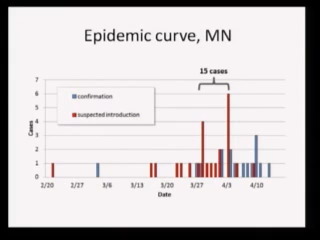 Epidemic curve, MN
15 cases
7
6
5
4
3
2
1
0
Cases
confirmation
suspected introduction
2/20 2/27 3/6 3/13 3/20 3/27 4/3 4/10
Date